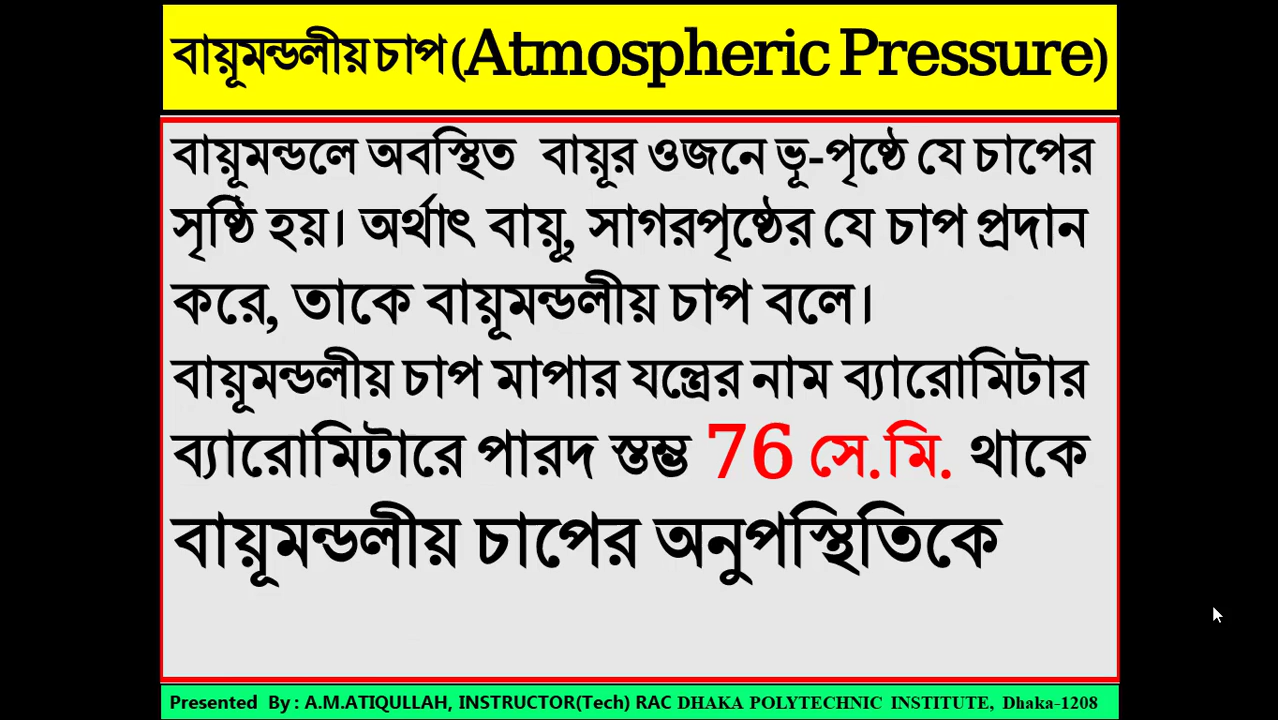 বায়ূমন্ডলীয় চাপ (Atmospheric Pressure)
বায়ূমন্ডলে অবস্থিত বায়ূর ওজনে ভূ-পৃষ্ঠে যে চাপের
সৃষ্ঠি হয়। অর্থাৎ বায়ূ, সাগরপৃষ্ঠের যে চাপ প্রদান
করে, তাকে বায়ূমন্ডলীয় চাপ বলে।
বায়ূমন্ডলীয় চাপ মাপার যন্ত্রের নাম ব্যারোমিটার
ব্যারোমিটারে পারদ স্তম্ভ 76 সে.মি. থাকে
বায়ূমন্ডলীয় চাপের অনুপস্থিতিকে
Presented By : A.M.ATIQULLAH, INSTRUCTOR(Tech) RAC DHAKA POLYTECHNIC INSTITUTE, Dhaka-1208